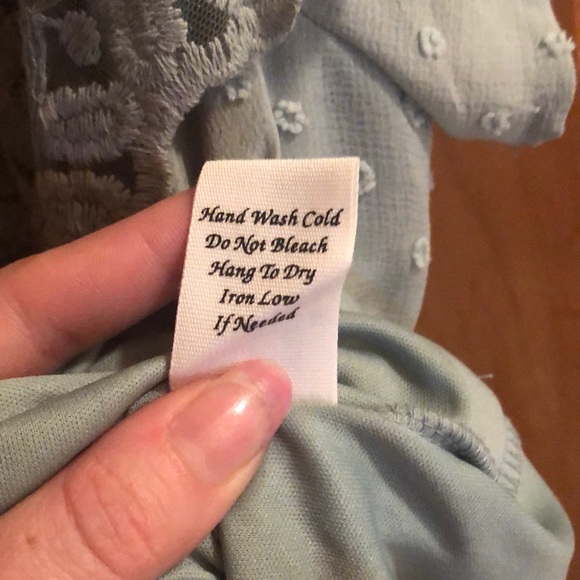 Hand Wash Cold
Do Not Bleach
Hang To Dry
Iron Low
If Needed